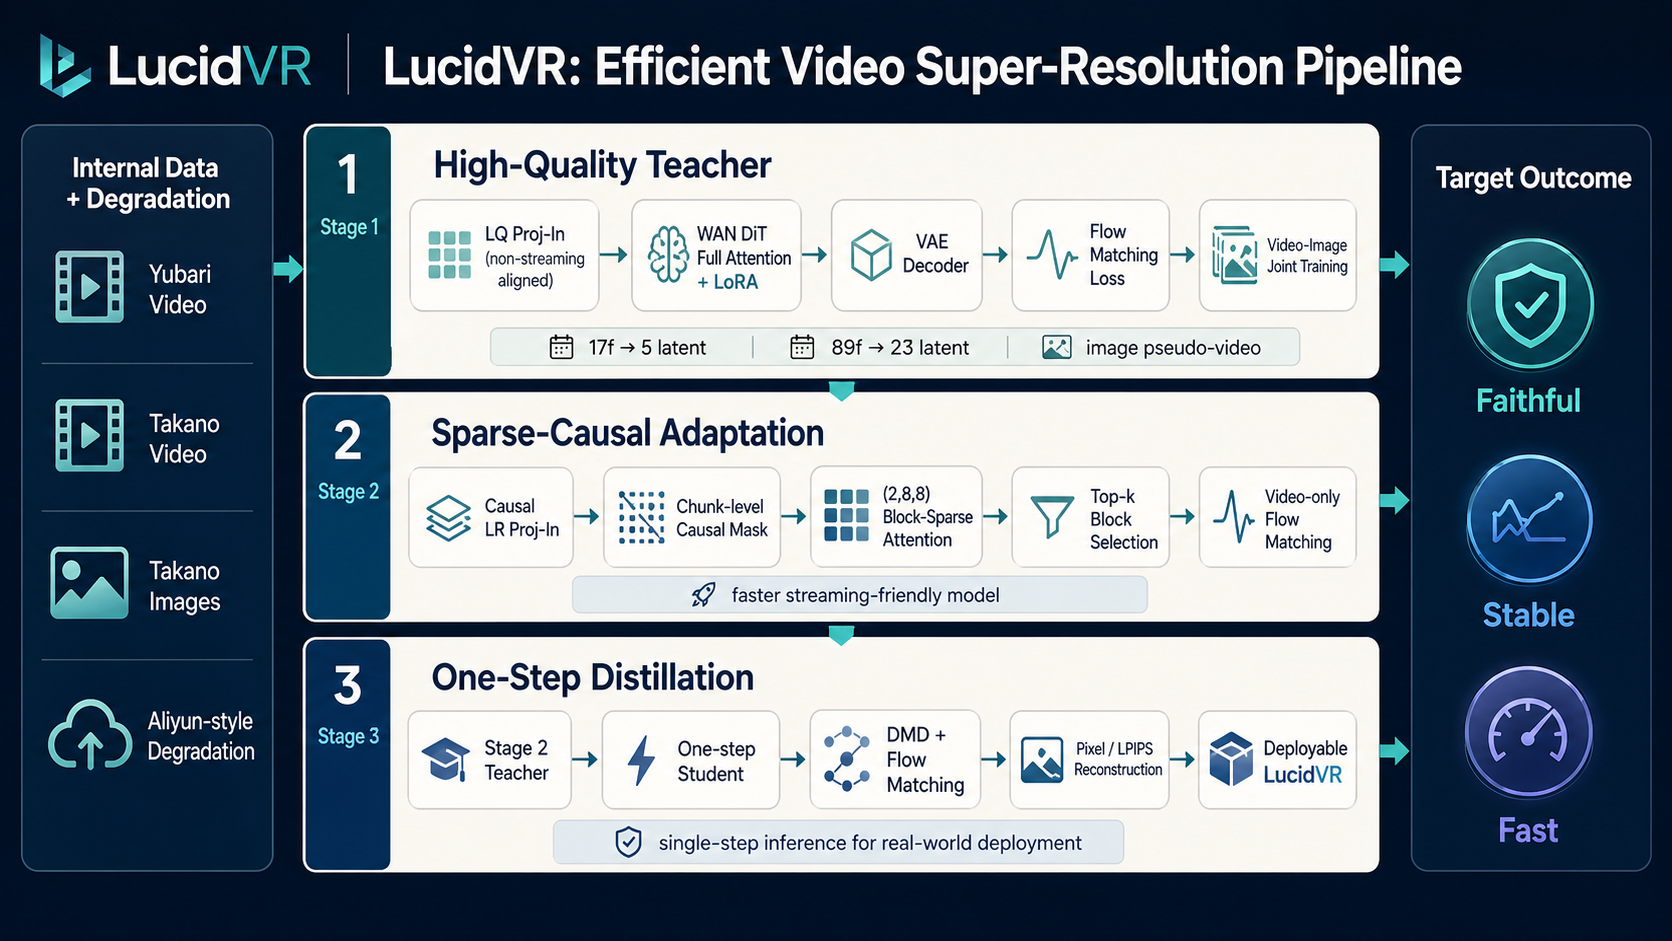 LucidVR
LucidVR: Efficient Video Super-Resolution Pipeline
Internal Data
+ Degradation
Yubari
Video
Takano
Video
Takano
Images
Aliyun-style
Degradation
1
Stage 1
High-Quality Teacher
LQ Proj-In
(non-streaming
aligned)
WAN DiT
Full Attention
+ LoRA
VAE
Decoder
Flow
Matching
Loss
Video-Image
Joint Training
17f → 5 latent
89f → 23 latent
image pseudo-video
2
Stage 2
Sparse-Causal Adaptation
Causal
LR Proj-In
Chunk-level
Causal Mask
(2,8,8)
Block-Sparse
Attention
Top-k
Block
Selection
Video-only
Flow
Matching
faster streaming-friendly model
3
Stage 3
One-Step Distillation
Stage 2
Teacher
One-step
Student
DMD +
Flow
Matching
Pixel / LPIPS
Reconstruction
Deployable
LucidVR
single-step inference for real-world deployment
Target Outcome
Faithful
Stable
Fast